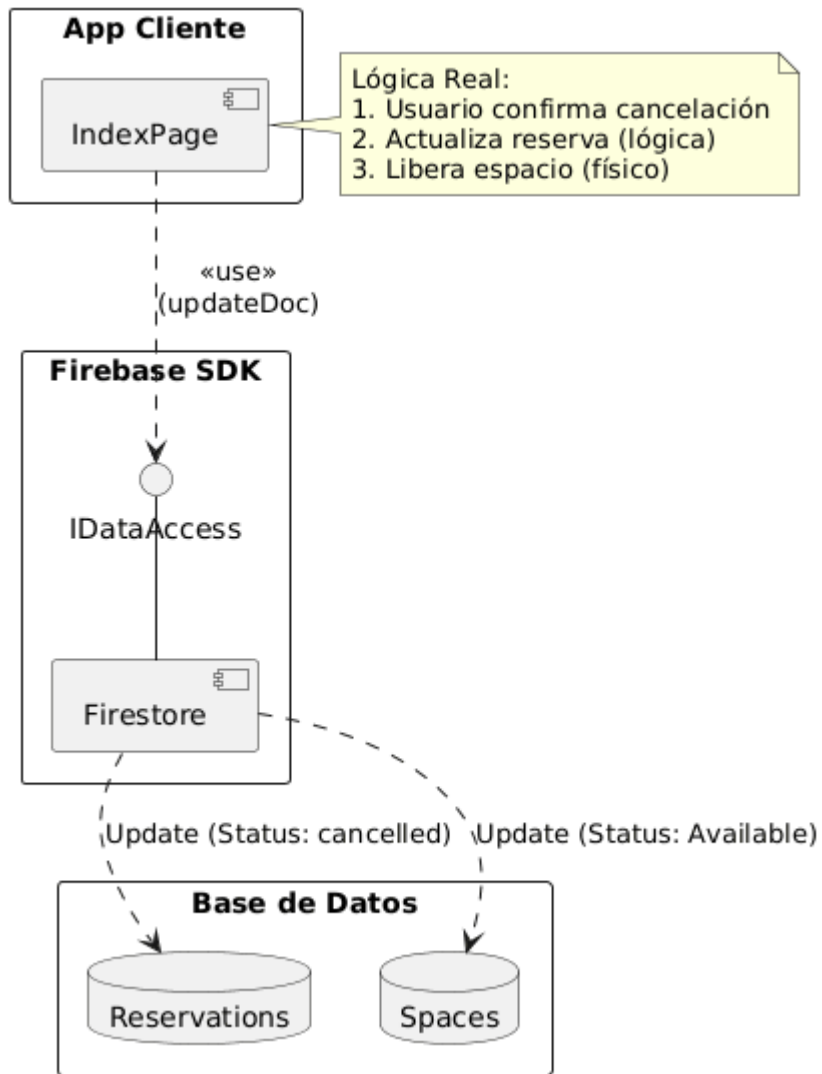 App Cliente
IndexPage
Lógica Real:
1. Usuario confirma cancelación
2. Actualiza reserva (lógica)
3. Libera espacio (físico)
«use»
(updateDoc)
Firebase SDK
IDataAccess
Firestore
Update (Status: cancelled)
Update (Status: Available)
Base de Datos
Reservations
Spaces